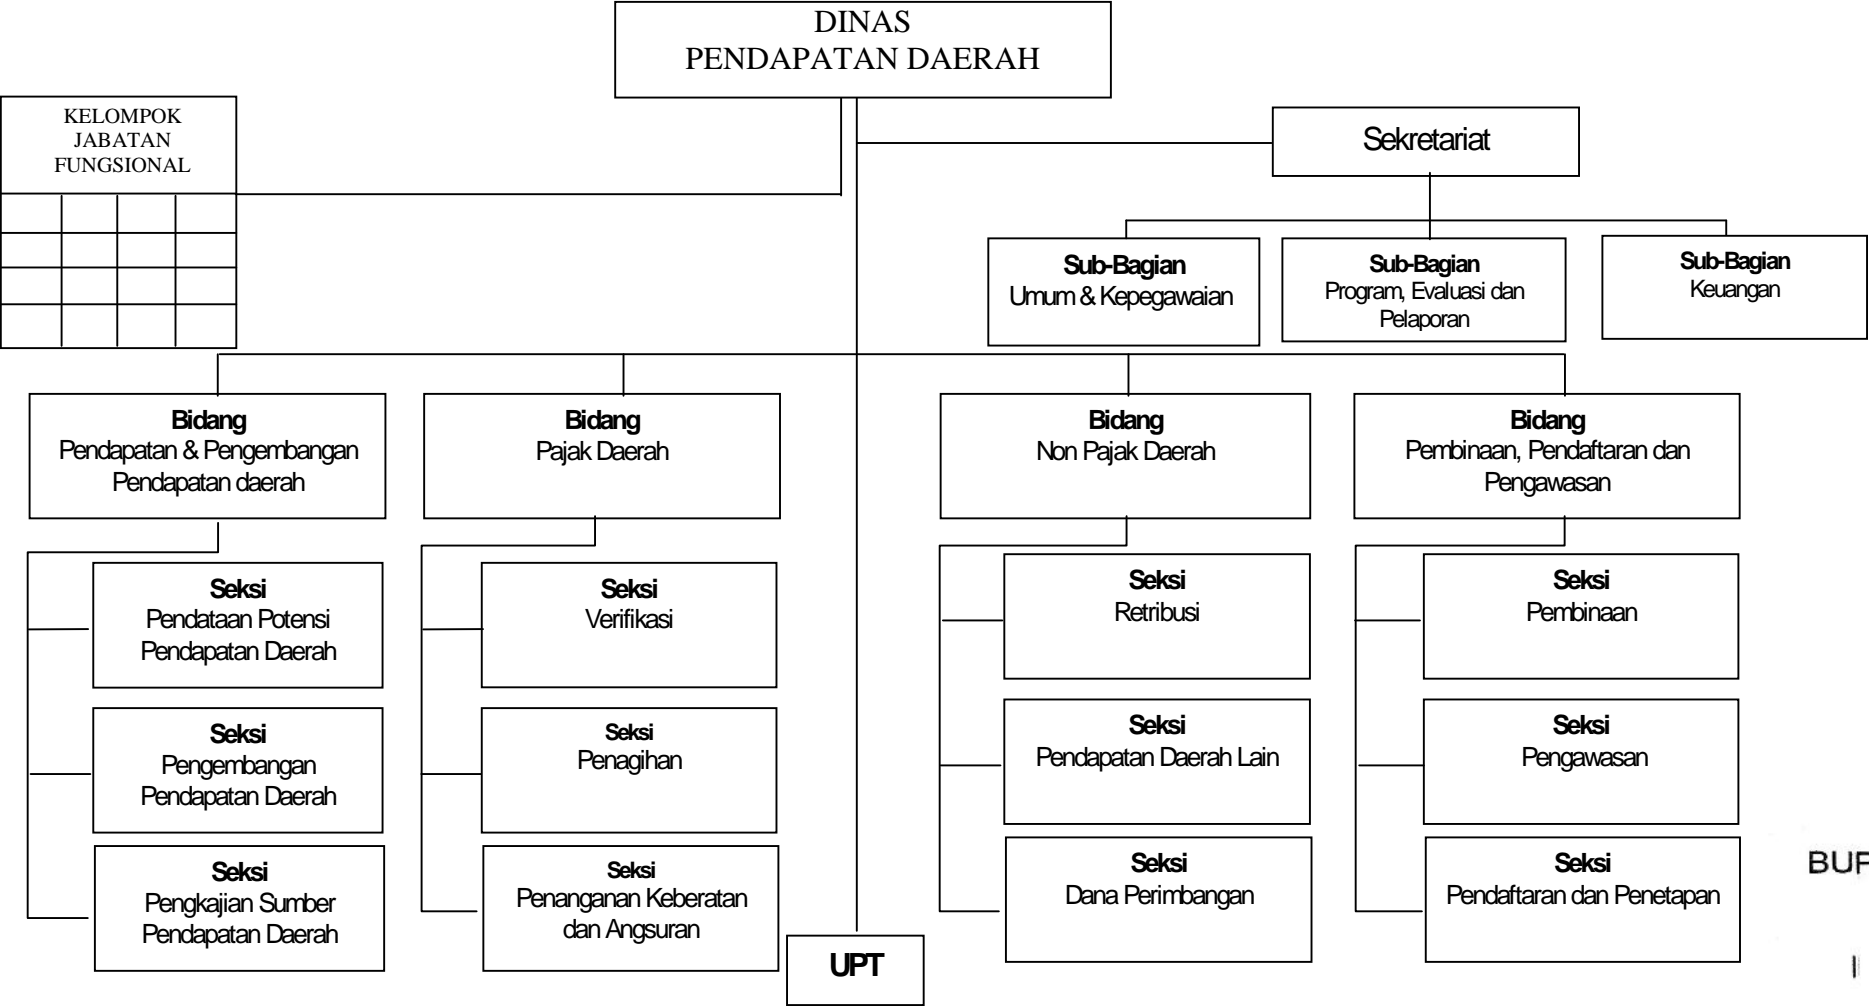 DINAS
PENDAPATAN DAERAH
KELOMPOK
JABATAN
FUNGSIONAL
Sekretariat
Sub-Bagian
Umum & Kepegawaian
Sub-Bagian
Program, Evaluasi dan
Pelaporan
Sub-Bagian
Keuangan
Bidang
Pendapatan & Pengembangan
Pendapatan daerah
Bidang
Pajak Daerah
Bidang
Non Pajak Daerah
Bidang
Pembinaan, Pendaftaran dan
Pengawasan
Seksi
Pendataan Potensi
Pendapatan Daerah
Seksi
Pengembangan
Pendapatan Daerah
Seksi
Pengkajian Sumber
Pendapatan Daerah
Seksi
Verifikasi
Seksi
Penagihan
Seksi
Penanganan Keberatan
dan Angsuran
Seksi
Retribusi
Seksi
Pendapatan Daerah Lain
Seksi
Dana Perimbangan
Seksi
Pembinaan
Seksi
Pengawasan
Seksi
Pendaftaran dan Penetapan
UPT